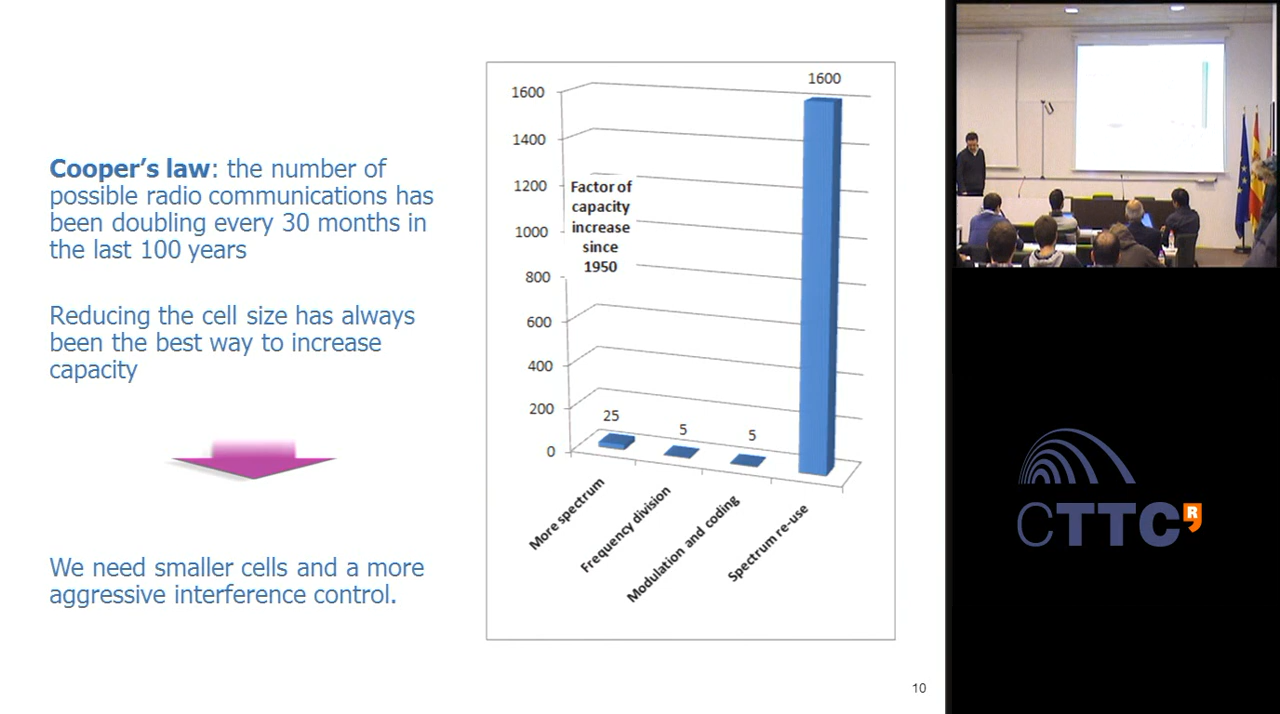 Cooper's law: the number of
possible radio communications has
been doubling every 30 months in
the last 100 years
Reducing the cell size has always
been the best way to increase
capacity
We need smaller cells and a more
aggressive interference control.
1600
1400
1200
1000
800
600
400
200
0
Factor of
capacity
increase
since
1950
25
5
5
1600
More spectrum
Frequency division
Modulation and coding
Spectrum re-use
10
CTTC R